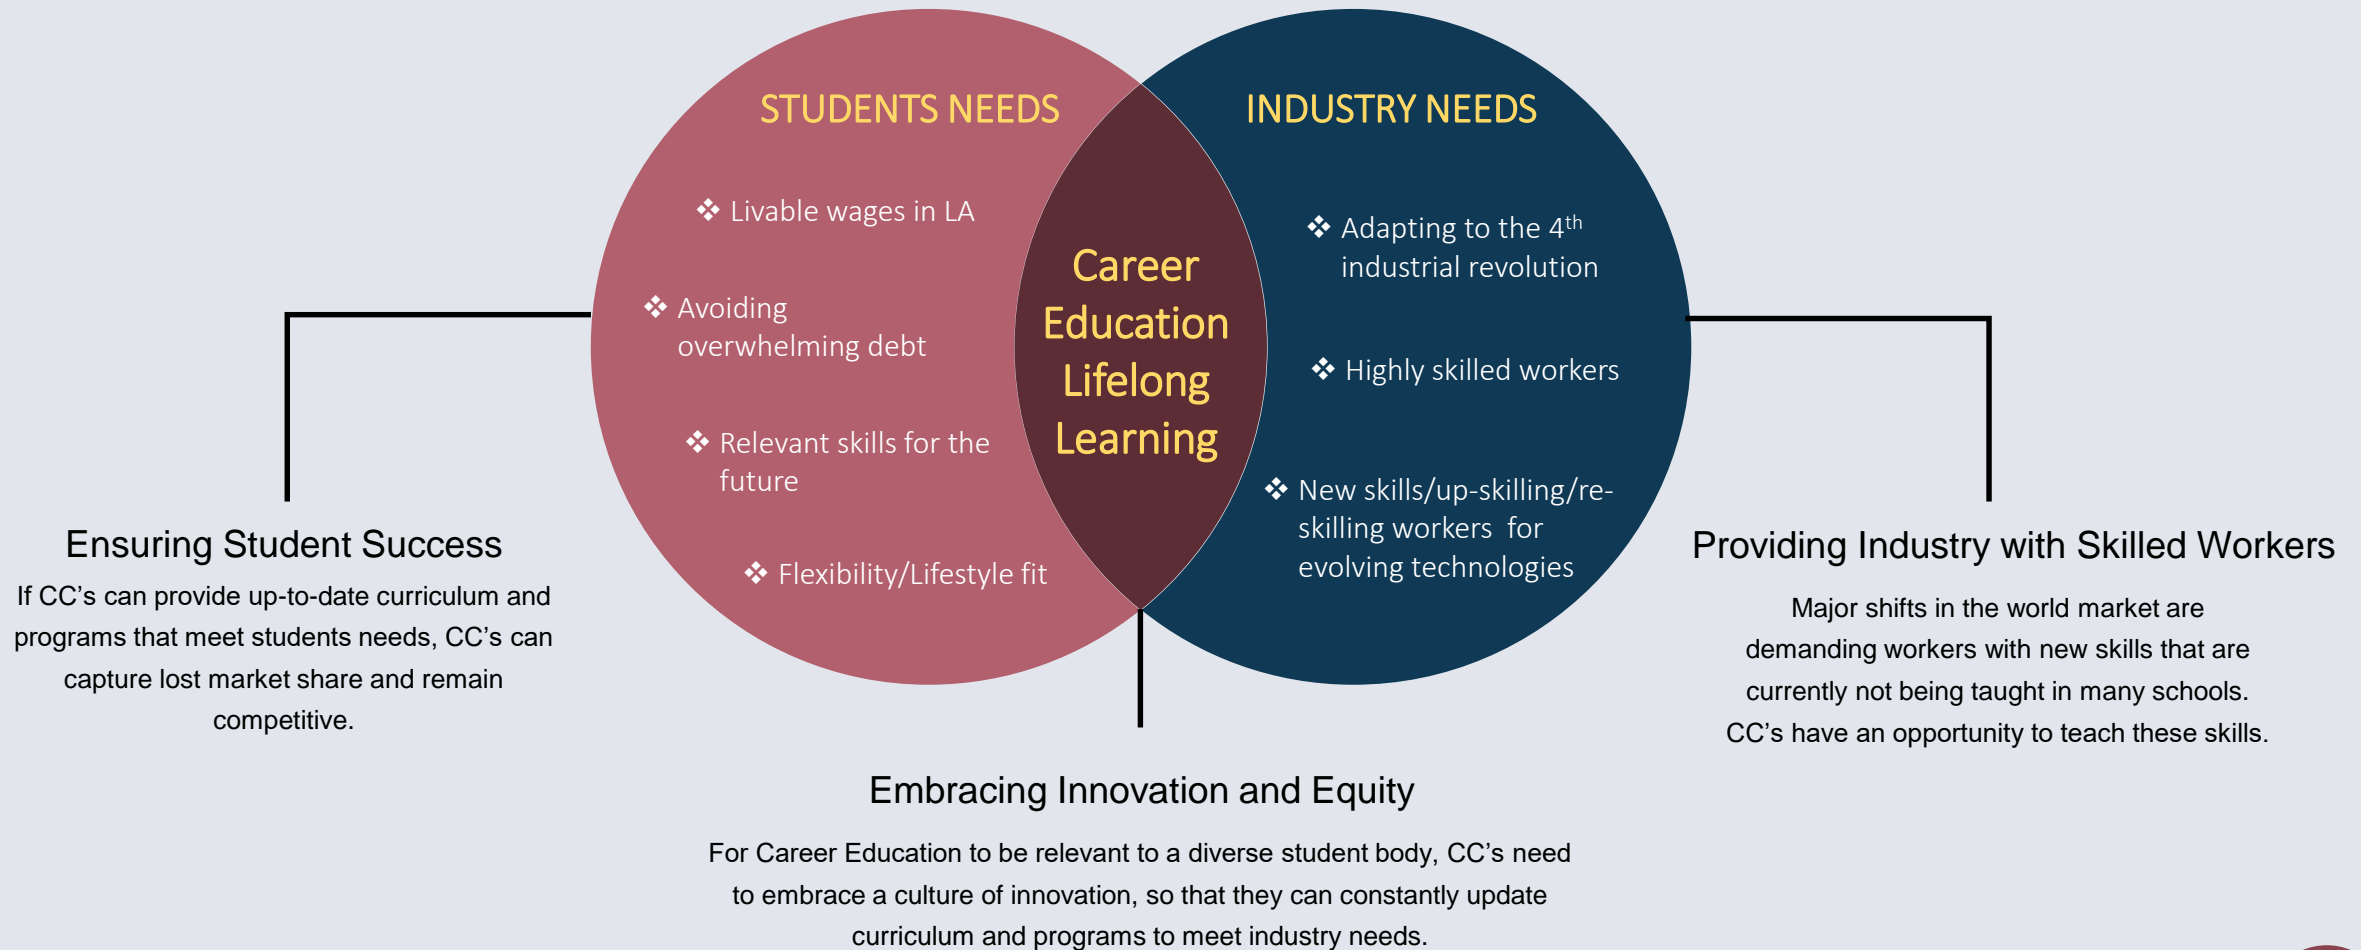 STUDENTS NEEDS
❖ Livable wages in LA
❖ Avoiding
overwhelming debt
❖ Relevant skills for the
future
❖ Flexibility/Lifestyle fit
Career
Education
Lifelong
Learning
INDUSTRY NEEDS
❖ Adapting to the 4th
industrial revolution
❖ Highly skilled workers
❖ New skills/up-skilling/re-
skilling workers for
evolving technologies
Ensuring Student Success
If CC’s can provide up-to-date curriculum and
programs that meet students needs, CC’s can
capture lost market share and remain
competitive.
Embracing Innovation and Equity
For Career Education to be relevant to a diverse student body, CC’s need
to embrace a culture of innovation, so that they can constantly update
curriculum and programs to meet industry needs.
Providing Industry with Skilled Workers
Major shifts in the world market are
demanding workers with new skills that are
currently not being taught in many schools.
CC’s have an opportunity to teach these skills.